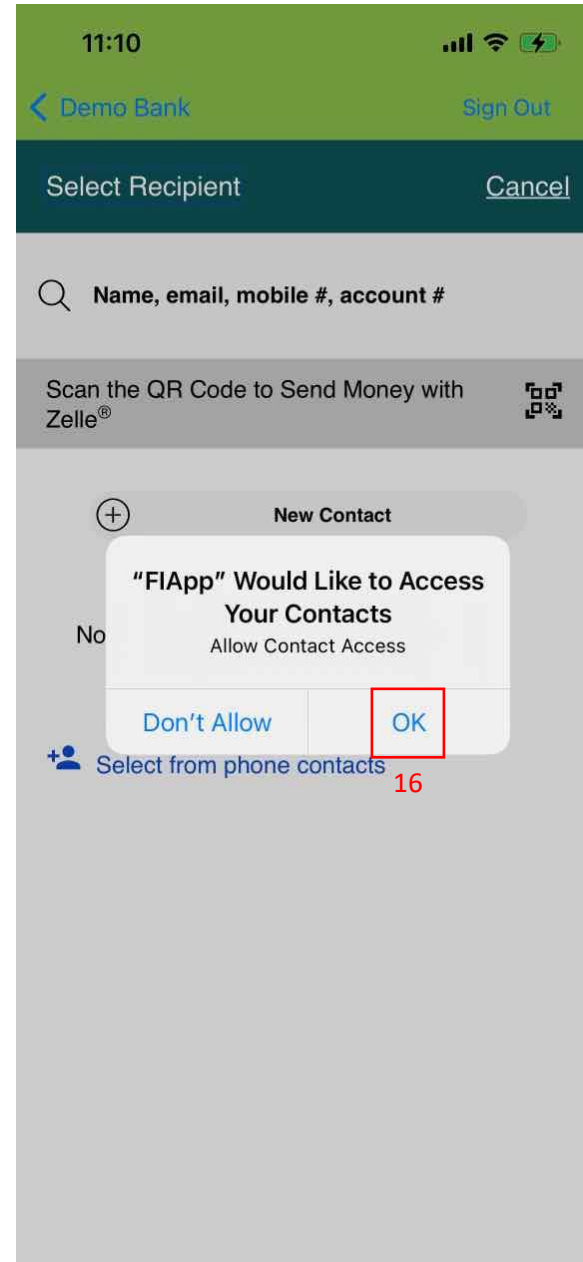 11:10
Demo Bank Sign Out
Select Recipient Cancel
Name, email, mobile #, account #
Scan the QR Code to Send Money with
Zelle®
New Contact
"FIApp" Would Like to Access
Your Contacts
No
Allow Contact Access
Don't Allow OK
Select from phone contacts
16